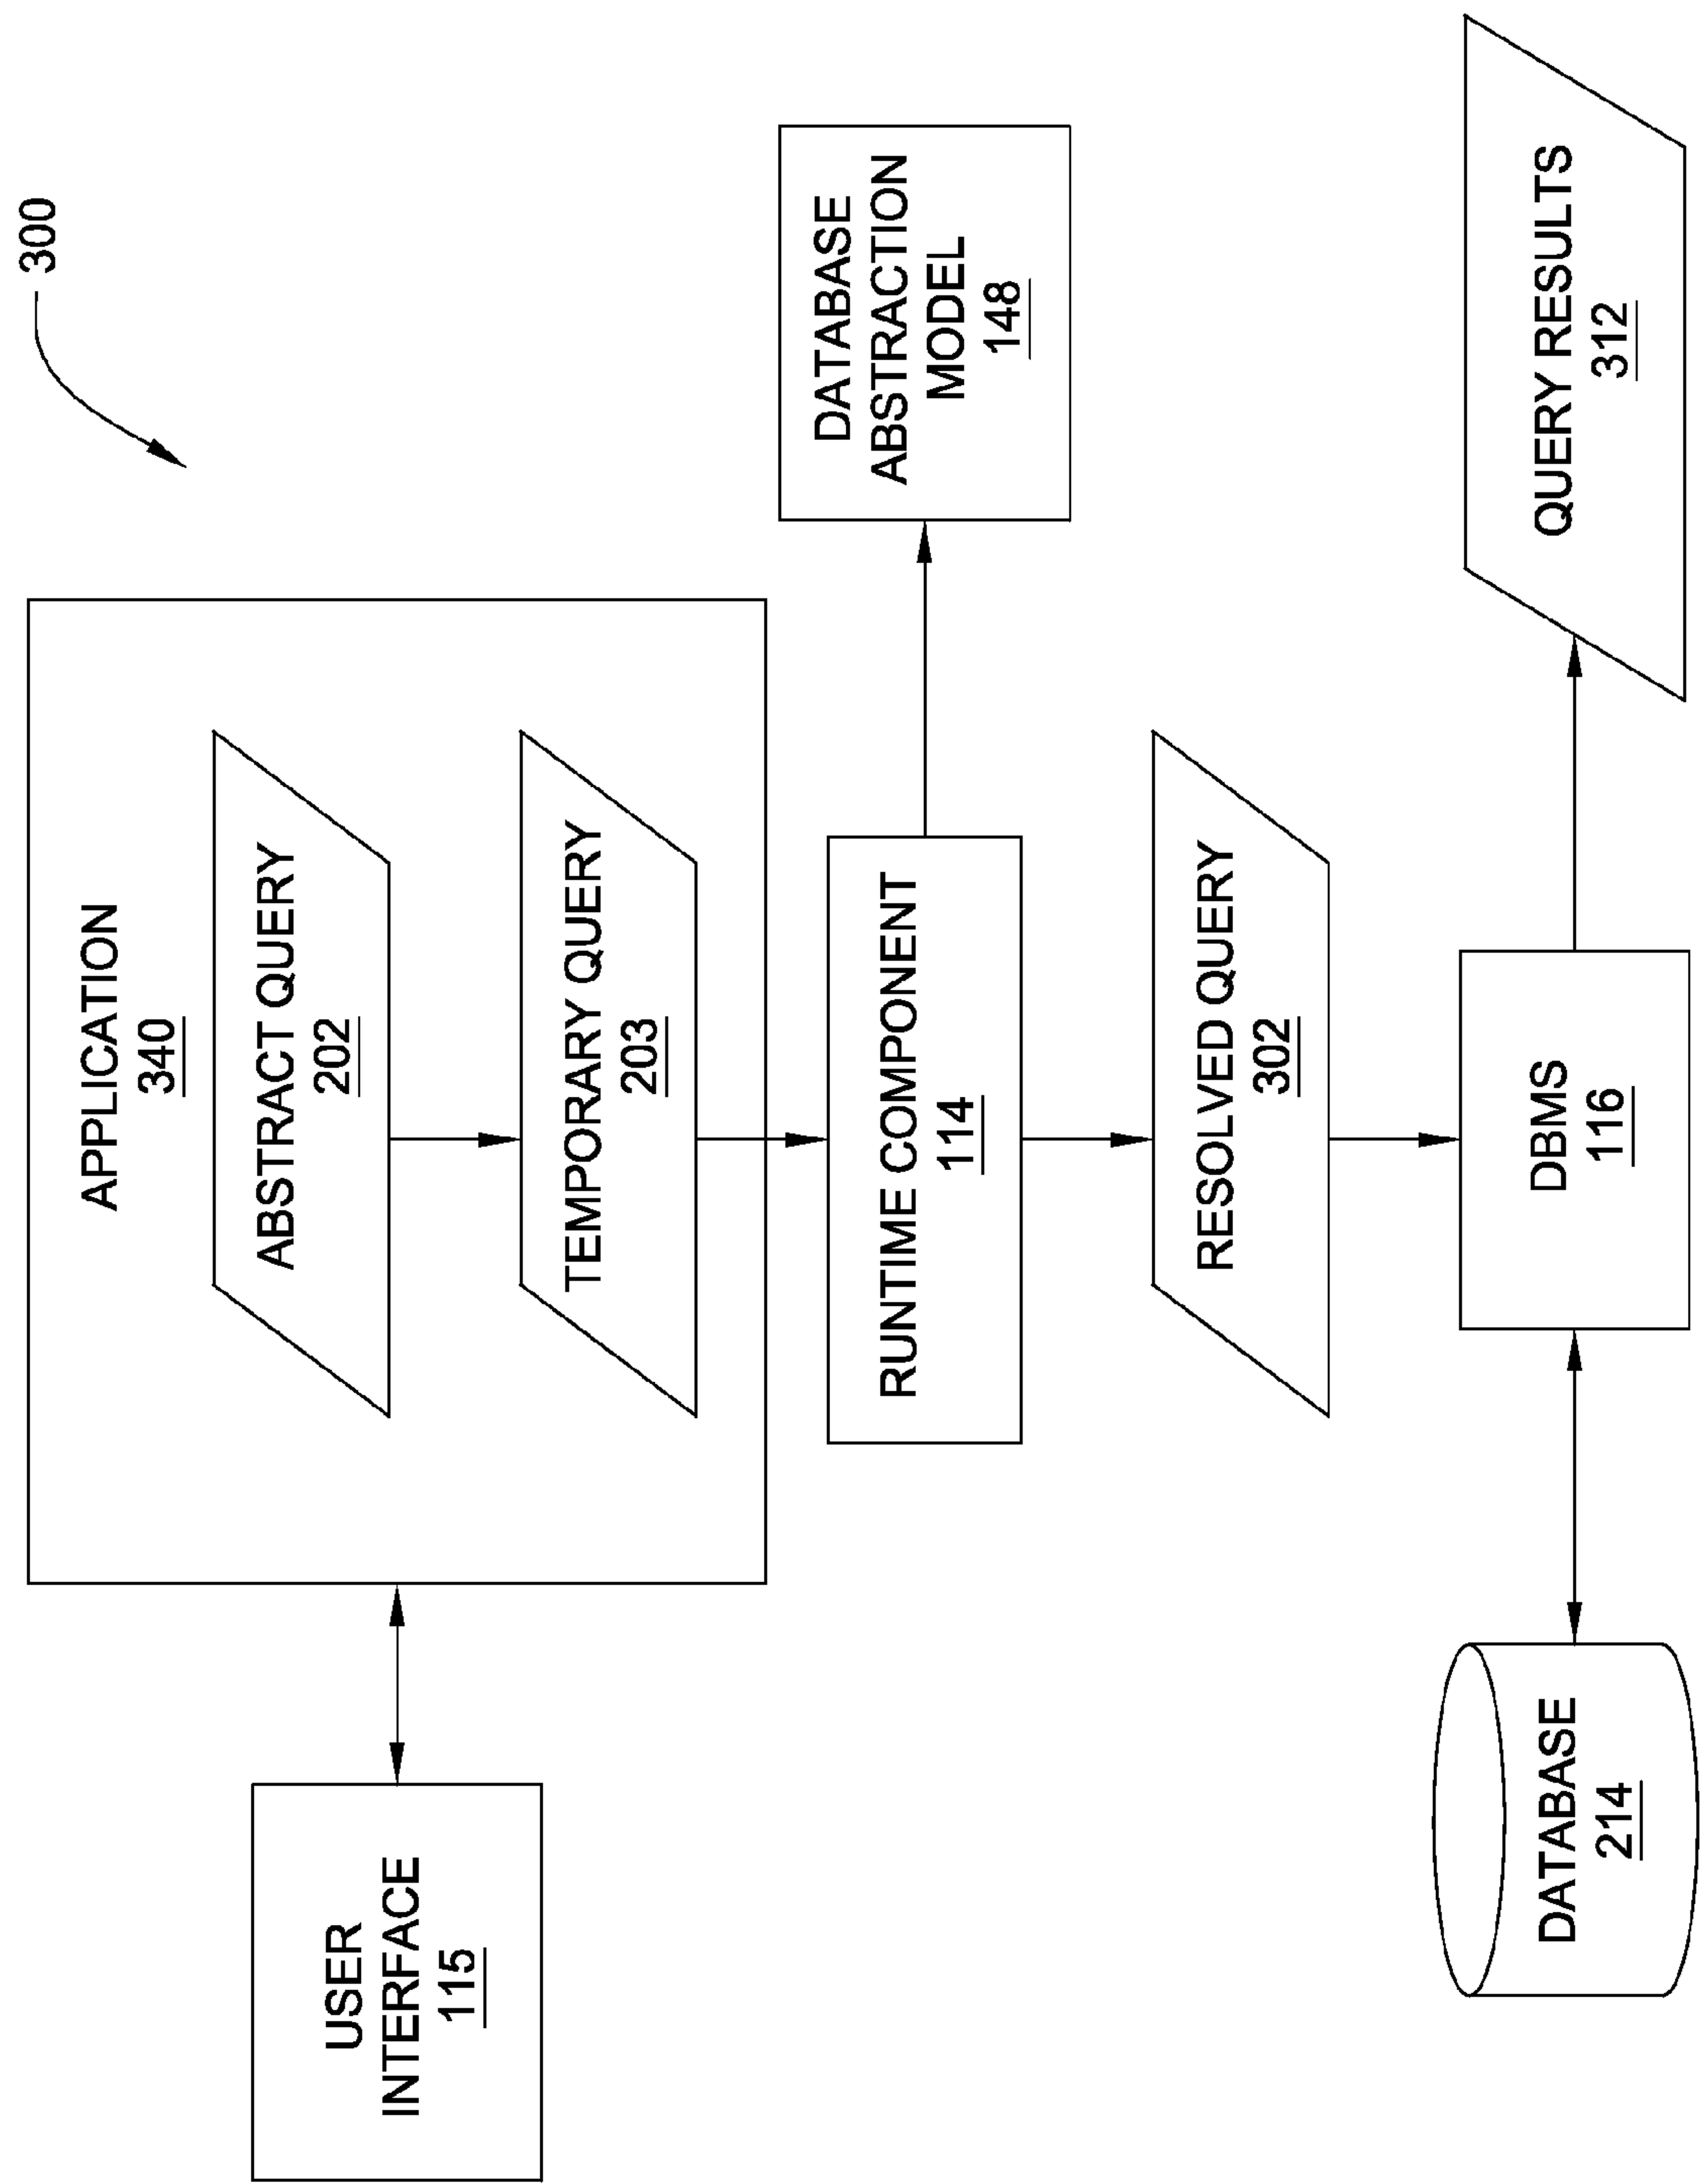 300
APPLICATION
340
ABSTRACT QUERY
202
TEMPORARY QUERY
203
USER
INTERFACE
115
RUNTIME COMPONENT
114
DATABASE
ABSTRACTION
MODEL
148
RESOLVED QUERY
302
DATABASE
214
DBMS
116
QUERY RESULTS
312